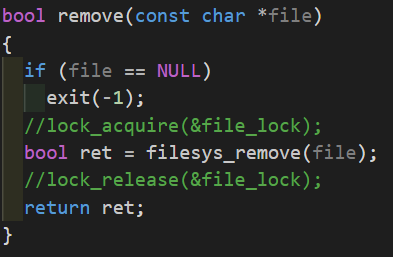 bool remove(const char *file)
{
  if (file == NULL)
    exit(-1);
  //lock_acquire(&file_lock);
  bool ret = filesys_remove(file);
  //lock_release(&file_lock);
  return ret;
}